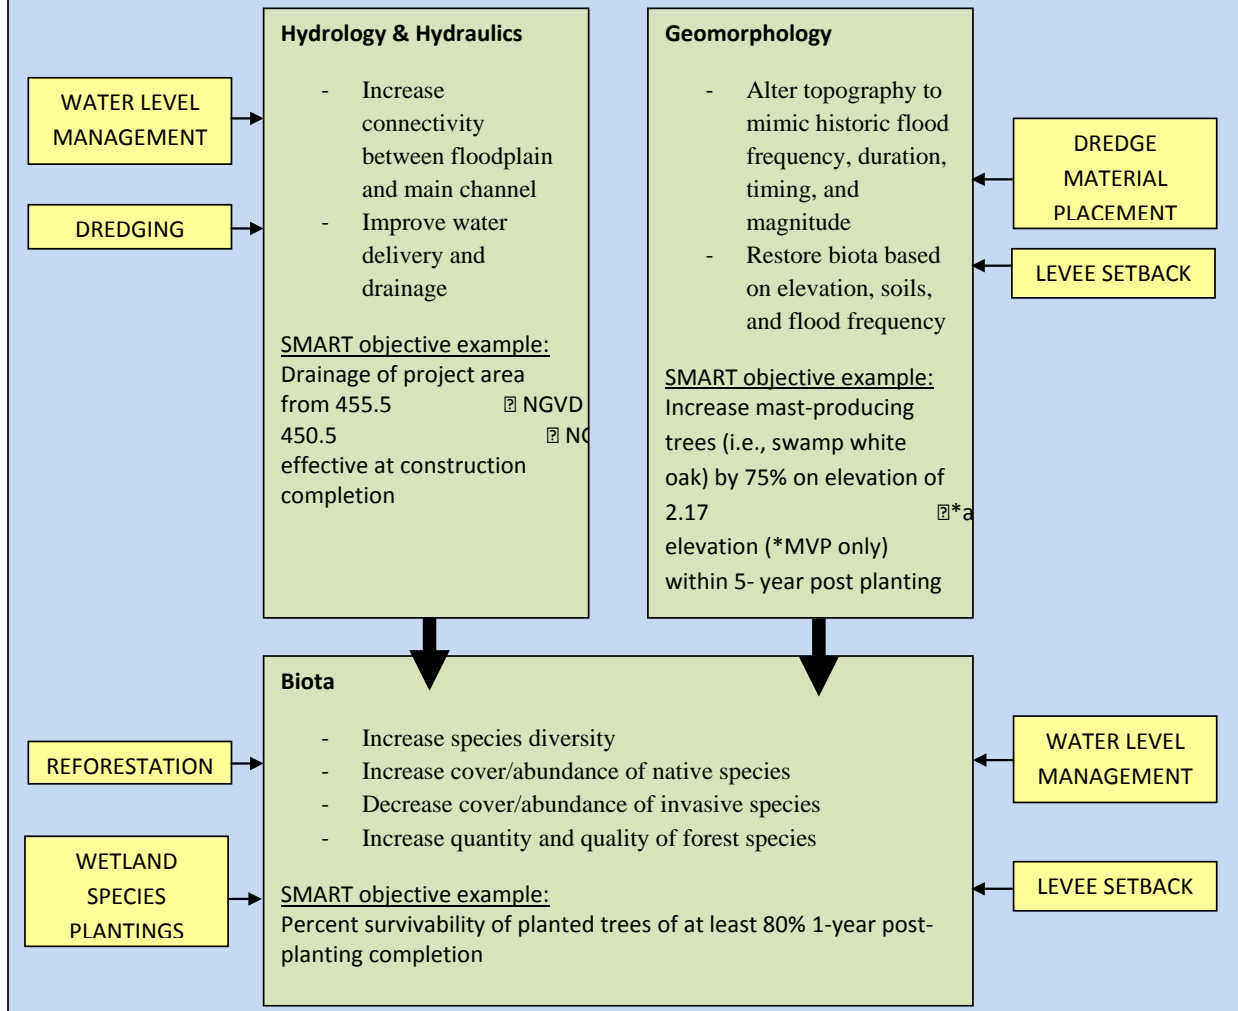 Hydrology & Hydraulics
- Increase
connectivity
between floodplain
and main channel
- Improve water
delivery and
drainage
SMART objective example:
Drainage of project area
from 455.5 NGVD
450.5
effective at construction
completion
Geomorphology
- Alter topography to
mimic historic flood
frequency, duration,
timing, and
magnitude
- Restore biota based
on elevation, soils,
and flood frequency
SMART objective example:
Increase mast-producing
trees (i.e., swamp white
oak) by 75% on elevation of
2.17
elevation (*MVP only)
within 5- year post planting
WATER LEVEL
MANAGEMENT
DREDGING
DREDGE
MATERIAL
PLACEMENT
LEVEE SETBACK
Biota
- Increase species diversity
- Increase cover/abundance of native species
- Decrease cover/abundance of invasive species
- Increase quantity and quality of forest species
SMART objective example:
Percent survivability of planted trees of at least 80% 1-year post-
planting completion
REFORESTATION
WETLAND
SPECIES
PLANTINGS
WATER LEVEL
MANAGEMENT
LEVEE SETBACK